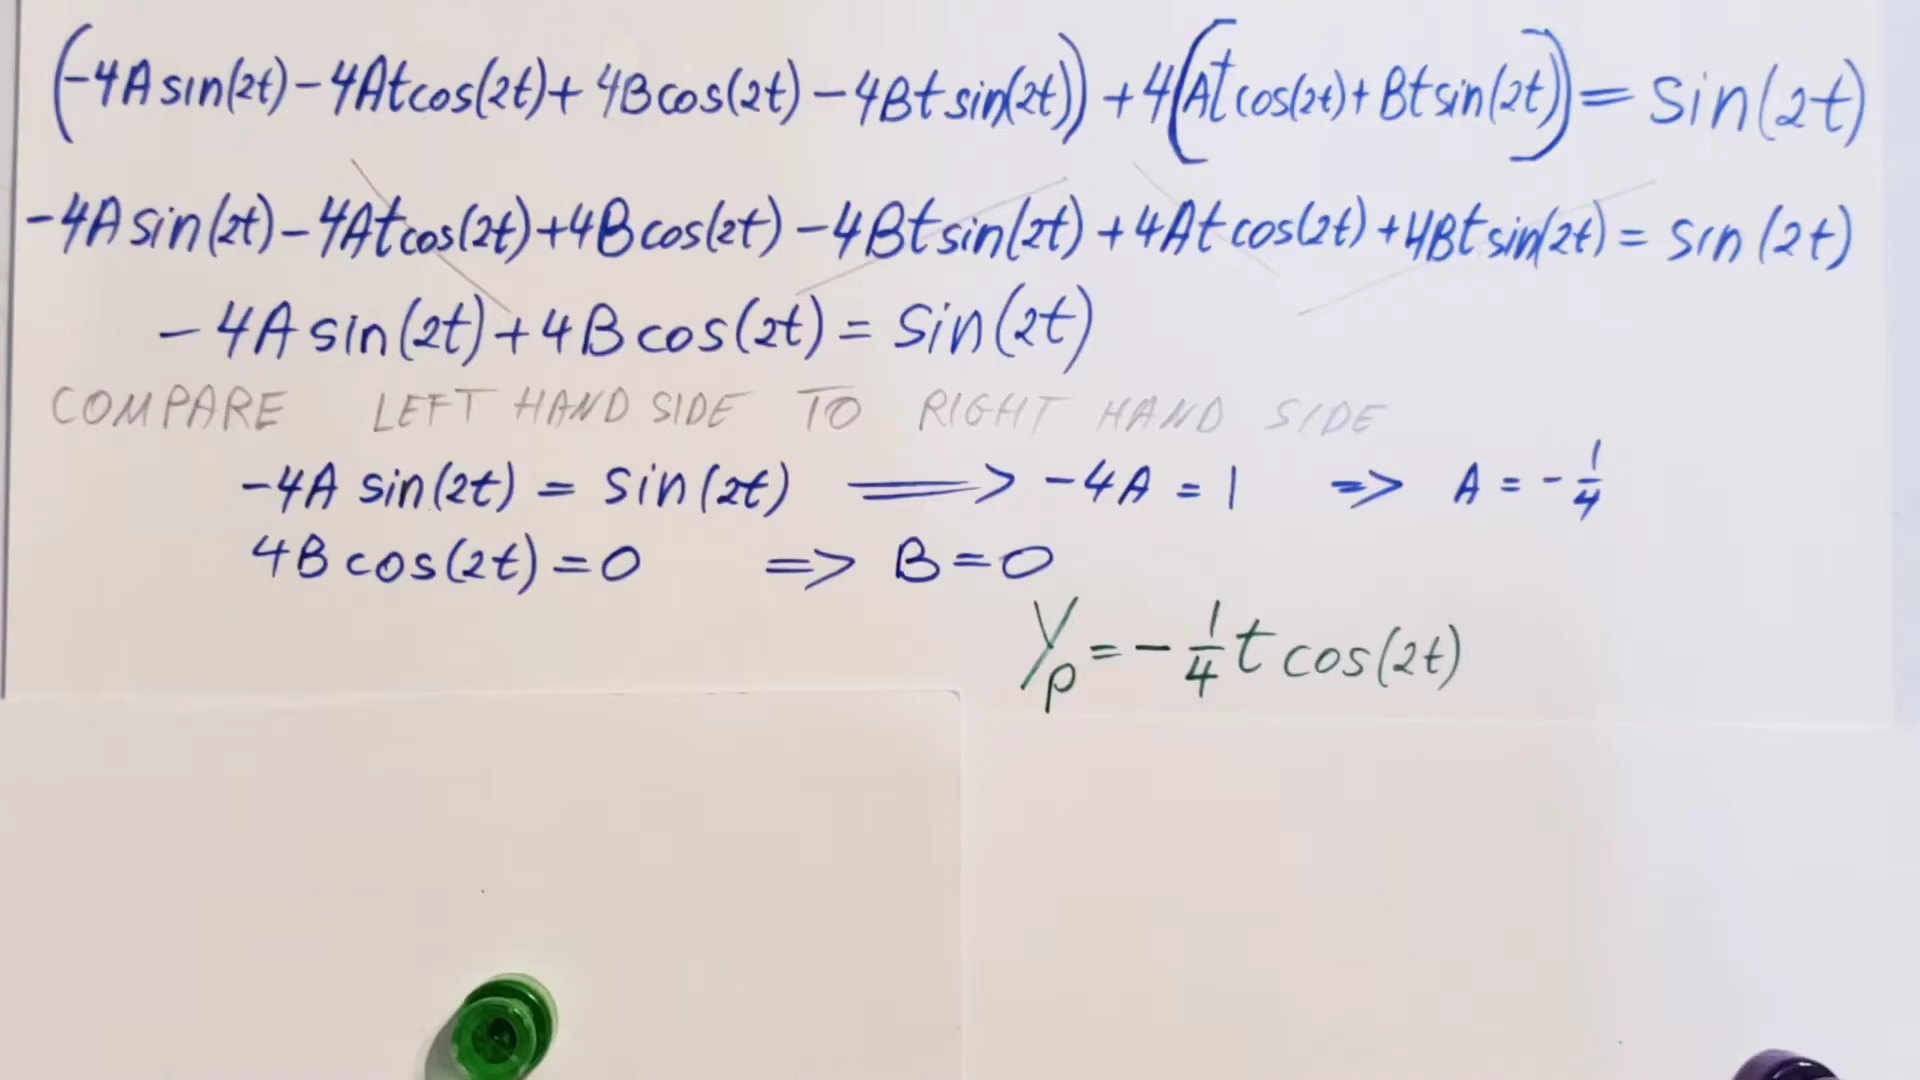 (-4A sin(2t) - 4At cos(2t) + 4B cos(2t) - 4Bt sin(2t)) + 4[At cos(2t) + Bt sin(2t)] = sin(2t)
-4A sin(2t) - 4At cos(2t) + 4B cos(2t) - 4Bt sin(2t) + 4At cos(2t) + 4Bt sin(2t) = sin(2t)
-4A sin(2t) + 4B cos(2t) = sin(2t)
COMPARE LEFT HAND SIDE TO RIGHT HAND SIDE
-4A sin(2t) = sin(2t) => -4A = 1 => A = -1/4
4B cos(2t) = 0 => B = 0
Yp = -1/4 t cos(2t)